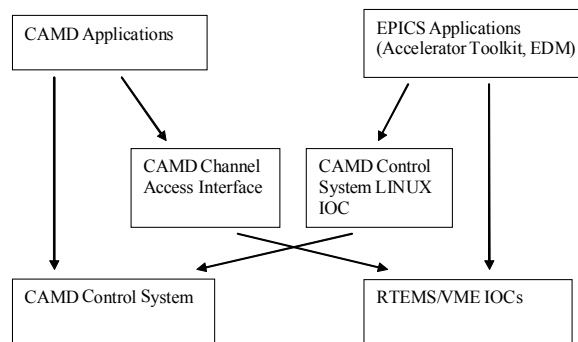 CAMD Applications
EPICS Applications
(Accelerator Toolkit, EDM)
CAMD Channel
Access Interface
CAMD Control
System LINUX
IOC
CAMD Control System
RTEMS/VME IOCs